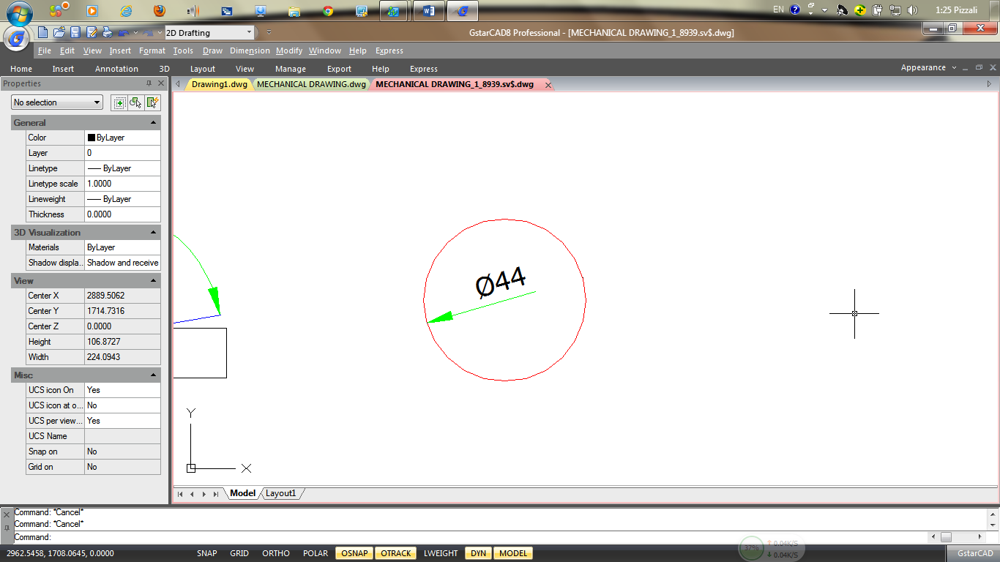 EN
1:25 Pizzali
2D Drafting
GstarCAD8 Professional - [MECHANICAL DRAWING_1_8939.sv$.dwg]
File Edit View Insert Format Tools Draw Dimension Modify Window Help Express
Home Insert Annotation 3D Layout View Manage Export Help Express Appearance
Properties
Drawing1.dwg MECHANICAL DRAWING.dwg MECHANICAL DRAWING_1_8939.sv$.dwg
No selection
General
Color ByLayer
Layer 0
Linetype ByLayer
Linetype scale 1.0000
Lineweight ByLayer
Thickness 0.0000
3D Visualization
Materials ByLayer
Shadow displa.. Shadow and receive
View
Center X 2889.5062
Center Y 1714.7316
Center Z 0.0000
Height 106.8727
Width 224.0943
Misc
UCS icon On Yes
UCS icon at o... No
UCS per view... Yes
UCS Name
Snap on No
Grid on No
Ø44
Y
X
Model Layout1
Command: *Cancel*
Command: *Cancel*
Command:
2962.5458, 1708.0645, 0.0000 SNAP GRID ORTHO POLAR OSNAP OTRACK LWEIGHT DYN MODEL GstarCAD
37%
0.04K/S
0.04K/S